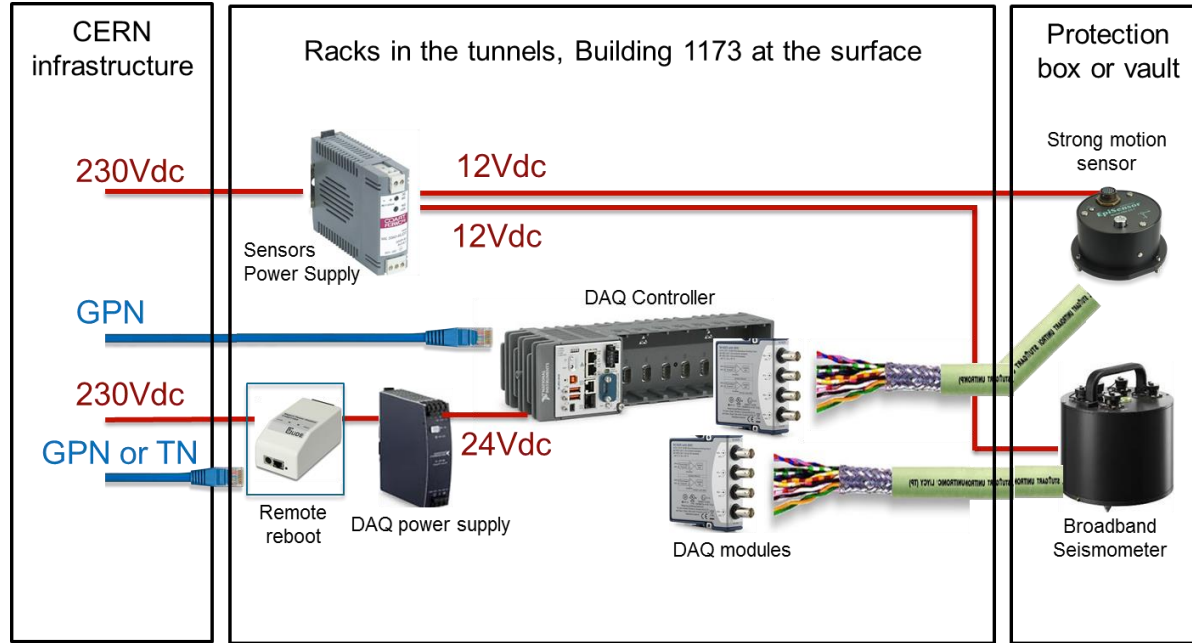 CERN
infrastructure
Racks in the tunnels, Building 1173 at the surface
Protection
box or vault
230Vdc
12Vdc
12Vdc
Sensors
Power Supply
Strong motion
sensor
EpiSensor
GPN
DAQ Controller
230Vdc
GPN or TN
24Vdc
Remote
reboot
DAQ power supply
DAQ modules
Broadband
Seismometer